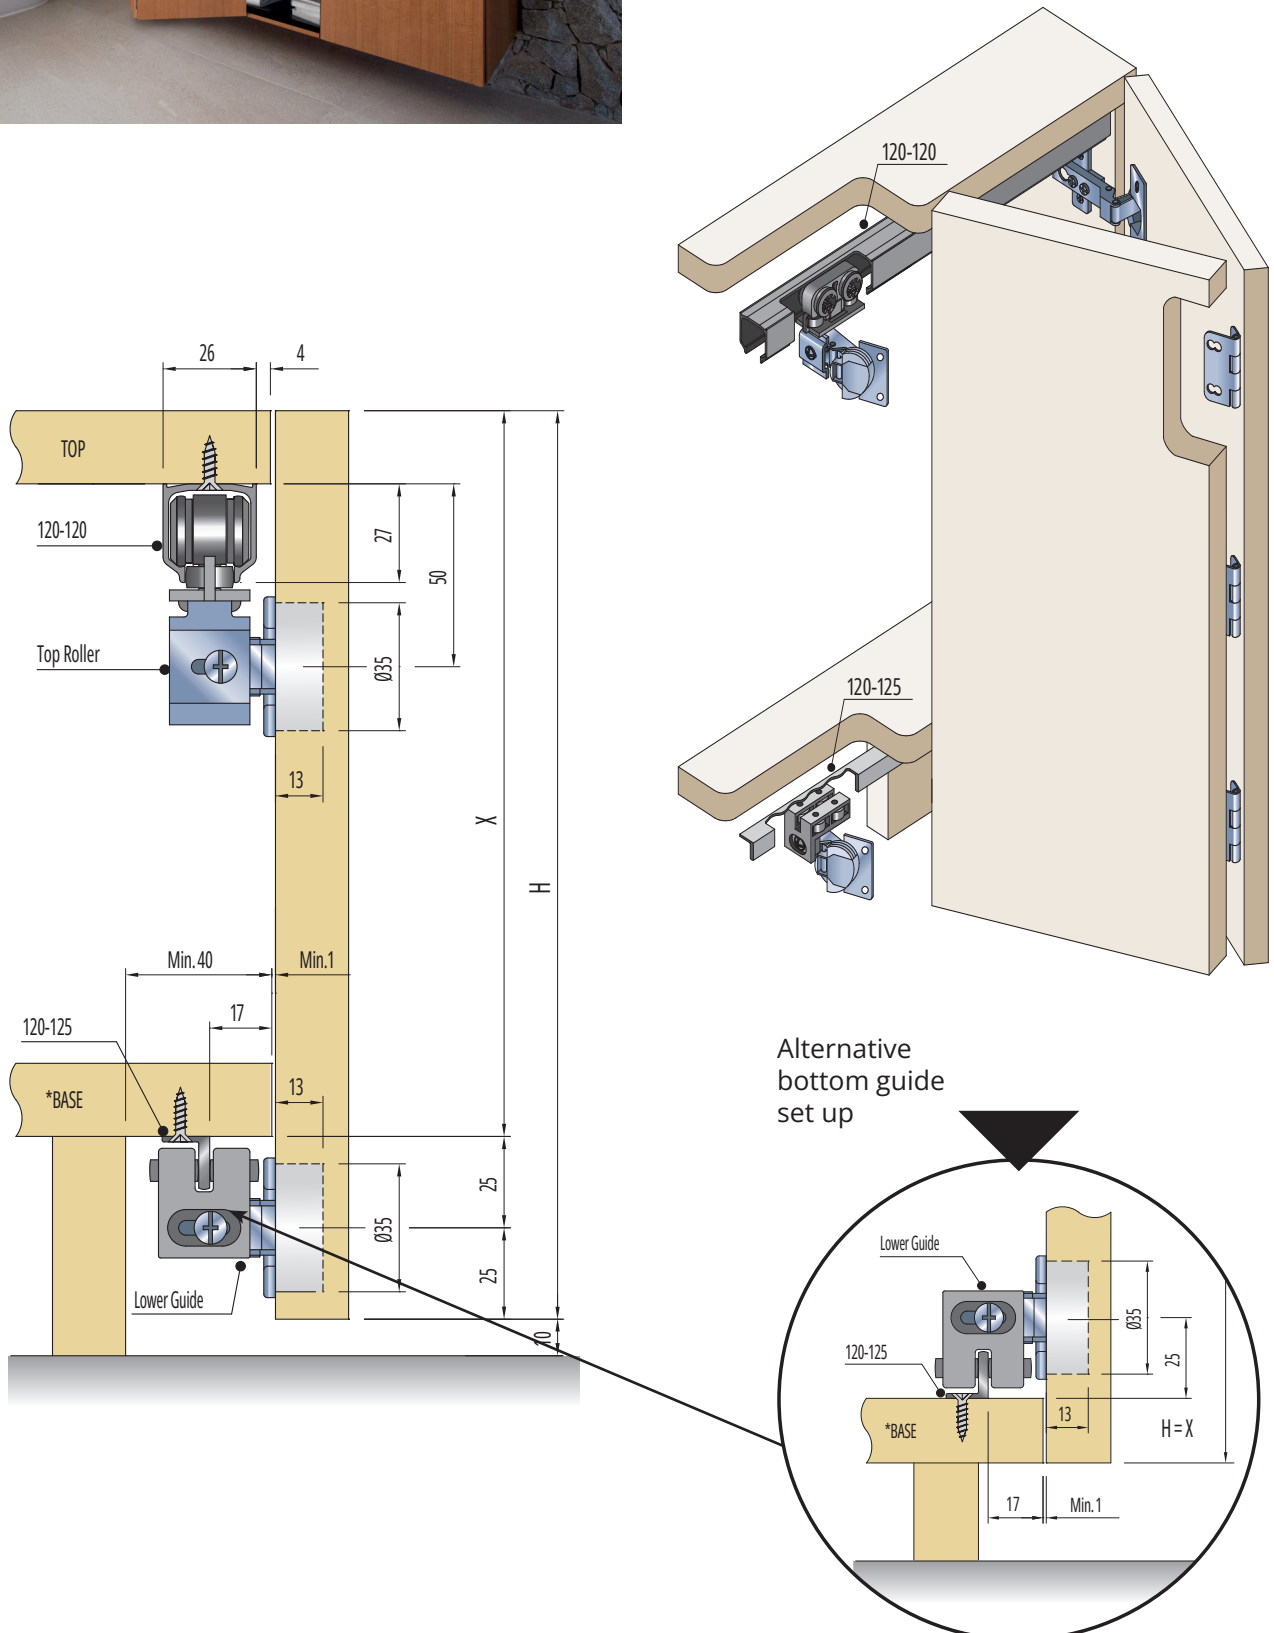 120-120
26
4
TOP
120-120
27
50
Top Roller
Ø35
13
X
H
120-125
Min. 40
Min.1
17
120-125
*BASE
13
25
Ø35
25
Lower Guide
10
Alternative
bottom guide
set up
Lower Guide
Ø35
120-125
25
13
*BASE
H = X
17
Min. 1